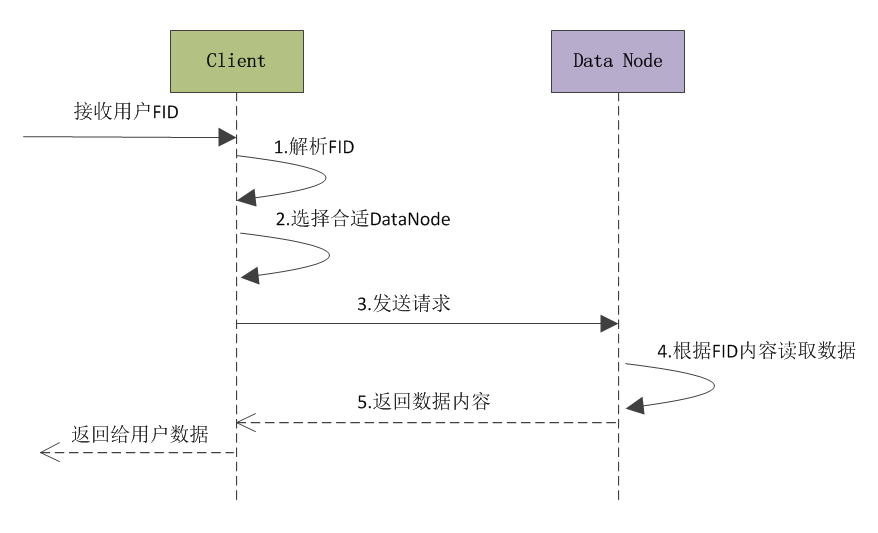 Client
Data Node
接收用户FID
1.解析FID
2.选择合适DataNode
3.发送请求
4.根据FID内容读取数据
5.返回数据内容
返回给用户数据